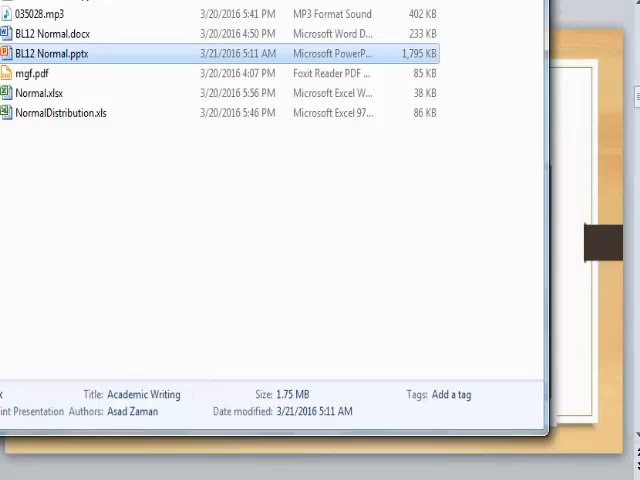 035028.mp3 3/20/2016 5:41 PM MP3 Format Sound 402 KB
BL12 Normal.docx 3/20/2016 4:50 PM Microsoft Word D... 233 KB
BL12 Normal.pptx 3/21/2016 5:11 AM Microsoft PowerP... 1,795 KB
mgf.pdf 3/20/2016 4:07 PM Foxit Reader PDF ... 85 KB
Normal.xlsx 3/20/2016 5:56 PM Microsoft Excel W... 38 KB
NormalDistribution.xls 3/20/2016 5:46 PM Microsoft Excel 97... 86 KB
x Title: Academic Writing Size: 1.75 MB Tags: Add a tag
int Presentation Authors: Asad Zaman Date modified: 3/21/2016 5:11 AM